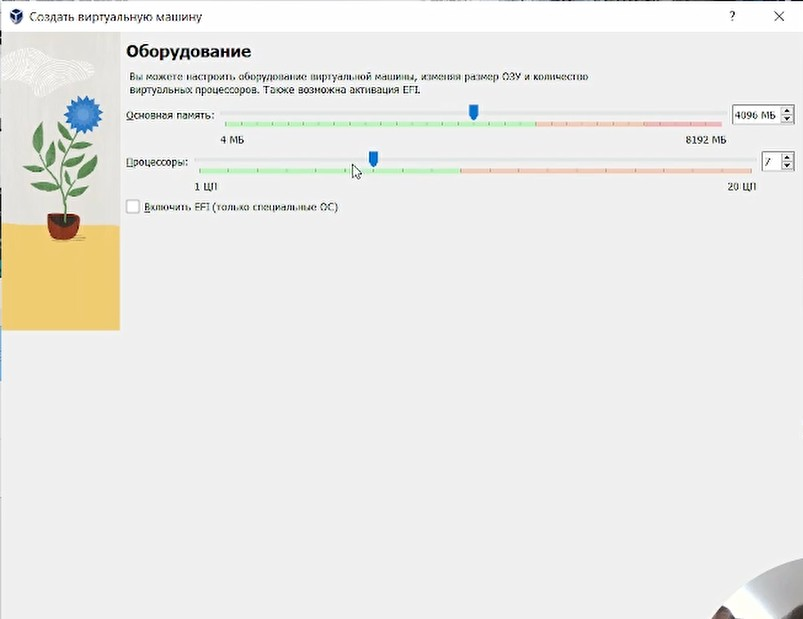 Создать виртуальную машину
?
Оборудование
Вы можете настроить оборудование виртуальной машины, изменяя размер ОЗУ и количество
виртуальных процессоров. Также возможна активация EFI.
Основная память:
4096 МБ
4 МБ
8192 МБ
Процессоры:
7
1 ЦП
20 ЦП
Включить EFI (только специальные ОС)